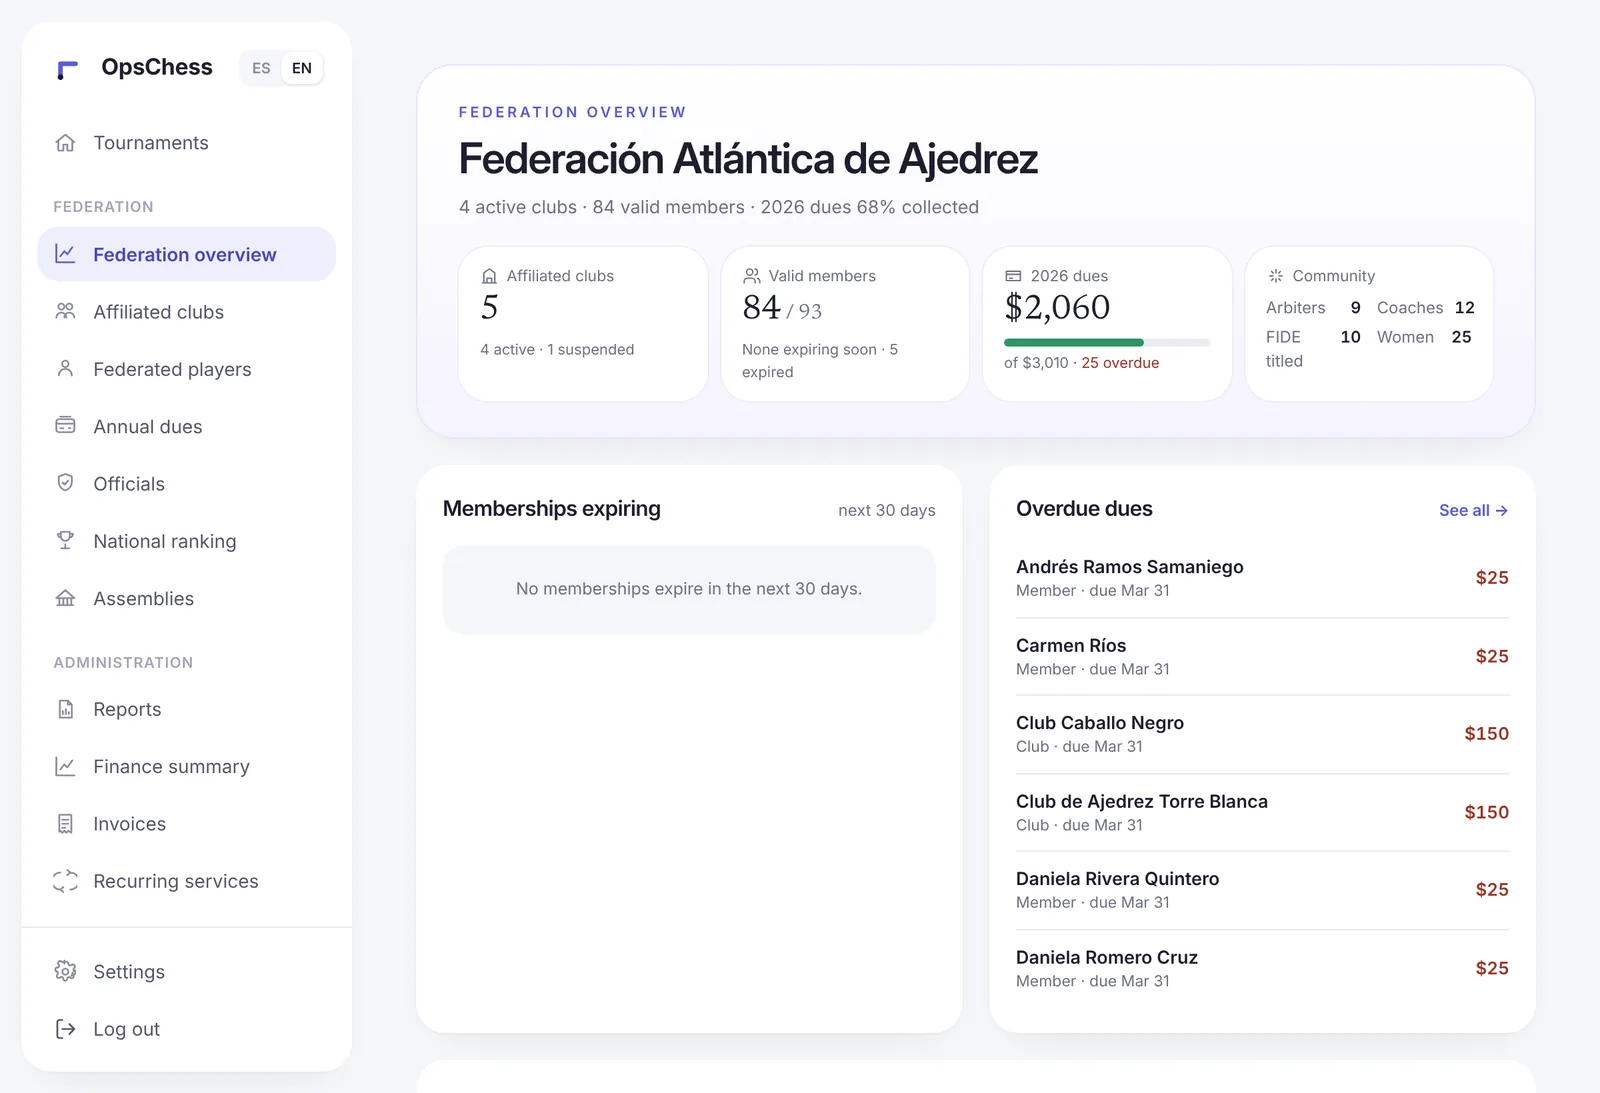 OpsChess
ES EN
Tournaments
FEDERATION
Federation overview
Affiliated clubs
Federated players
Annual dues
Officials
National ranking
Assemblies
ADMINISTRATION
Reports
Finance summary
Invoices
Recurring services
Settings
Log out
FEDERATION OVERVIEW
Federación Atlántica de Ajedrez
4 active clubs · 84 valid members · 2026 dues 68% collected
Affiliated clubs
5
4 active · 1 suspended
Valid members
84 / 93
None expiring soon · 5
expired
2026 dues
$2,060
of $3,010 · 25 overdue
Community
Arbiters 9 Coaches 12
FIDE 10 Women 25
titled
Memberships expiring
next 30 days
No memberships expire in the next 30 days.
Overdue dues
See all →
Andrés Ramos Samaniego
Member · due Mar 31
$25
Carmen Ríos
Member · due Mar 31
$25
Club Caballo Negro
Club · due Mar 31
$150
Club de Ajedrez Torre Blanca
Club · due Mar 31
$150
Daniela Rivera Quintero
Member · due Mar 31
$25
Daniela Romero Cruz
Member · due Mar 31
$25